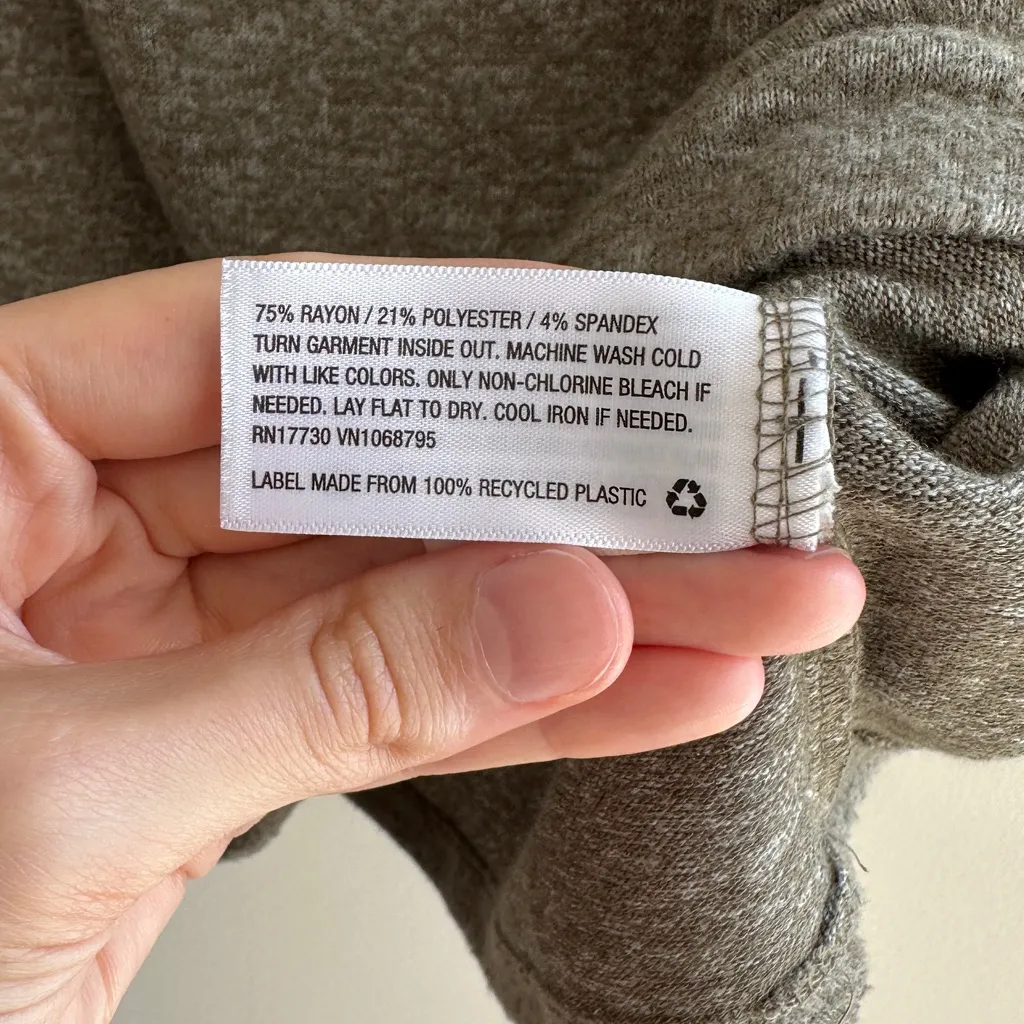 75% RAYON / 21% POLYESTER / 4% SPANDEX
TURN GARMENT INSIDE OUT. MACHINE WASH COLD
WITH LIKE COLORS. ONLY NON-CHLORINE BLEACH IF
NEEDED. LAY FLAT TO DRY. COOL IRON IF NEEDED.
RN17730 VN1068795
LABEL MADE FROM 100% RECYCLED PLASTIC